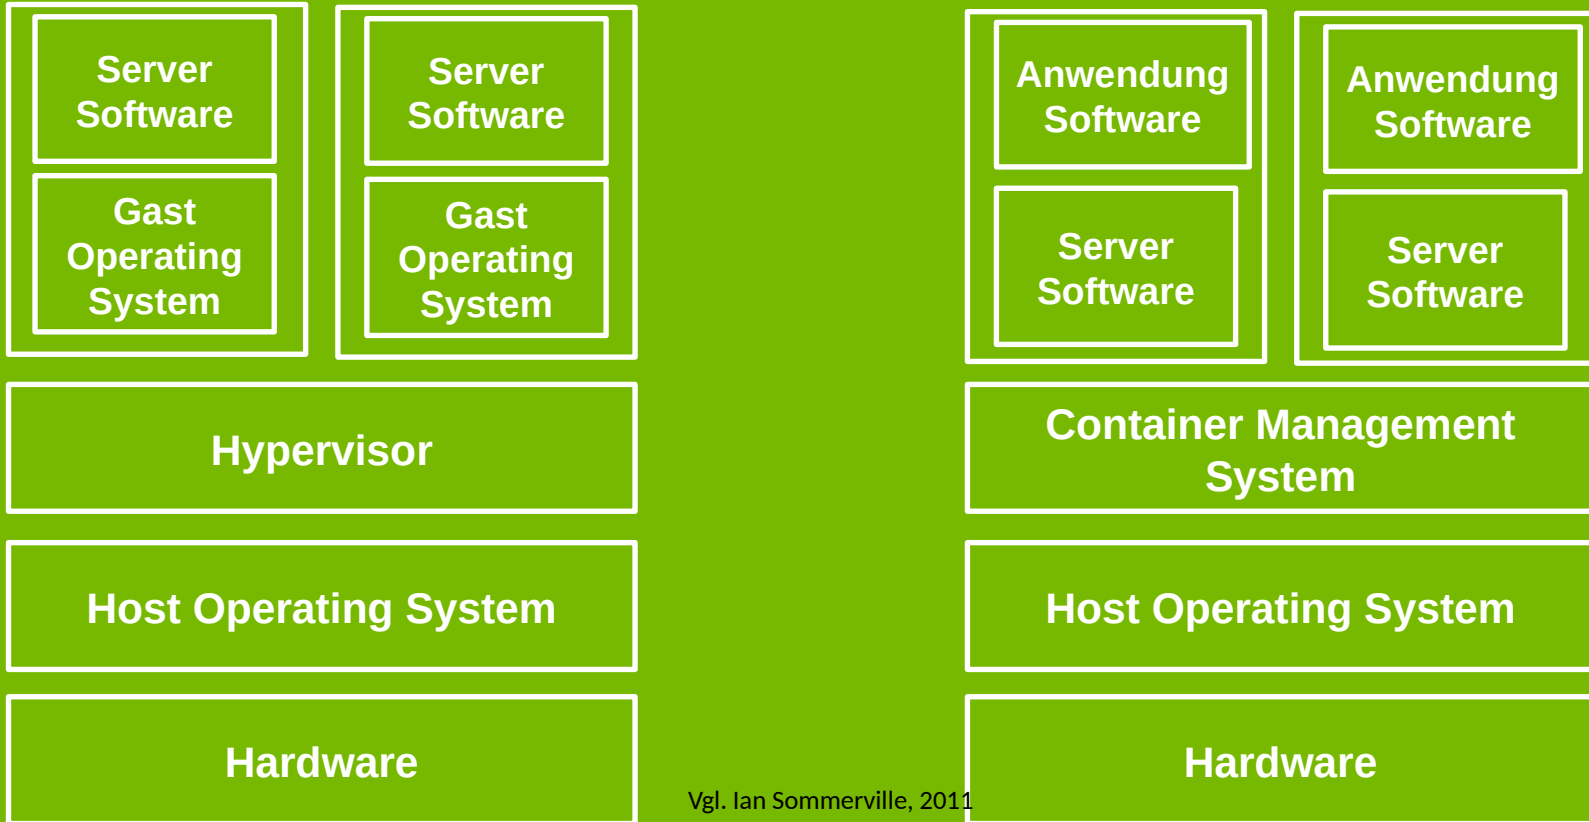 Server
Software
Gast
Operating
System
Server
Software
Gast
Operating
System
Hypervisor
Host Operating System
Hardware
Anwendung
Software
Server
Software
Anwendung
Software
Server
Software
Container Management
System
Host Operating System
Hardware
Vgl. Ian Sommerville, 2011